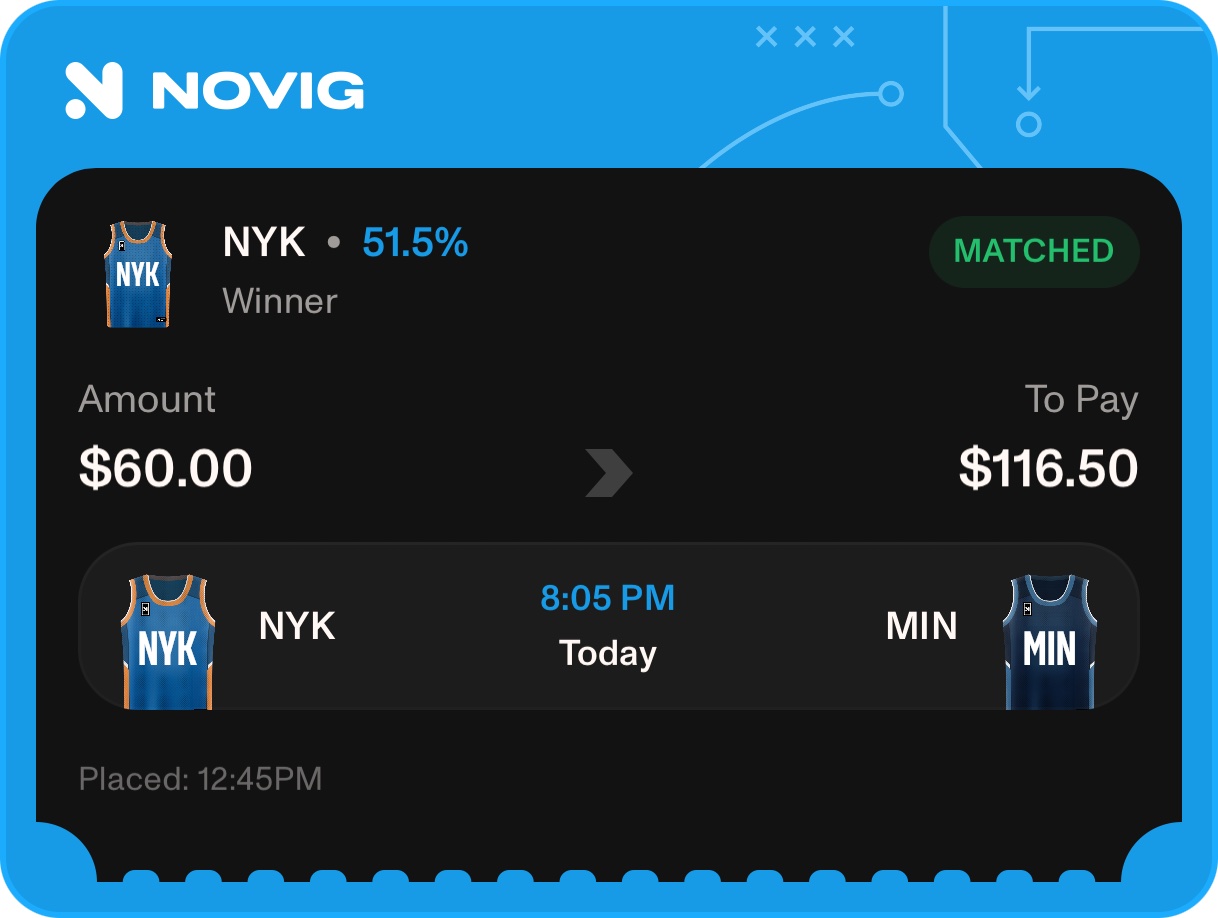 NOVIG
NYK
NYK • 51.5%
Winner
MATCHED
Amount
To Pay
$60.00
$116.50
NYK
NYK
8:05 PM
Today
MIN
MIN
Placed: 12:45PM